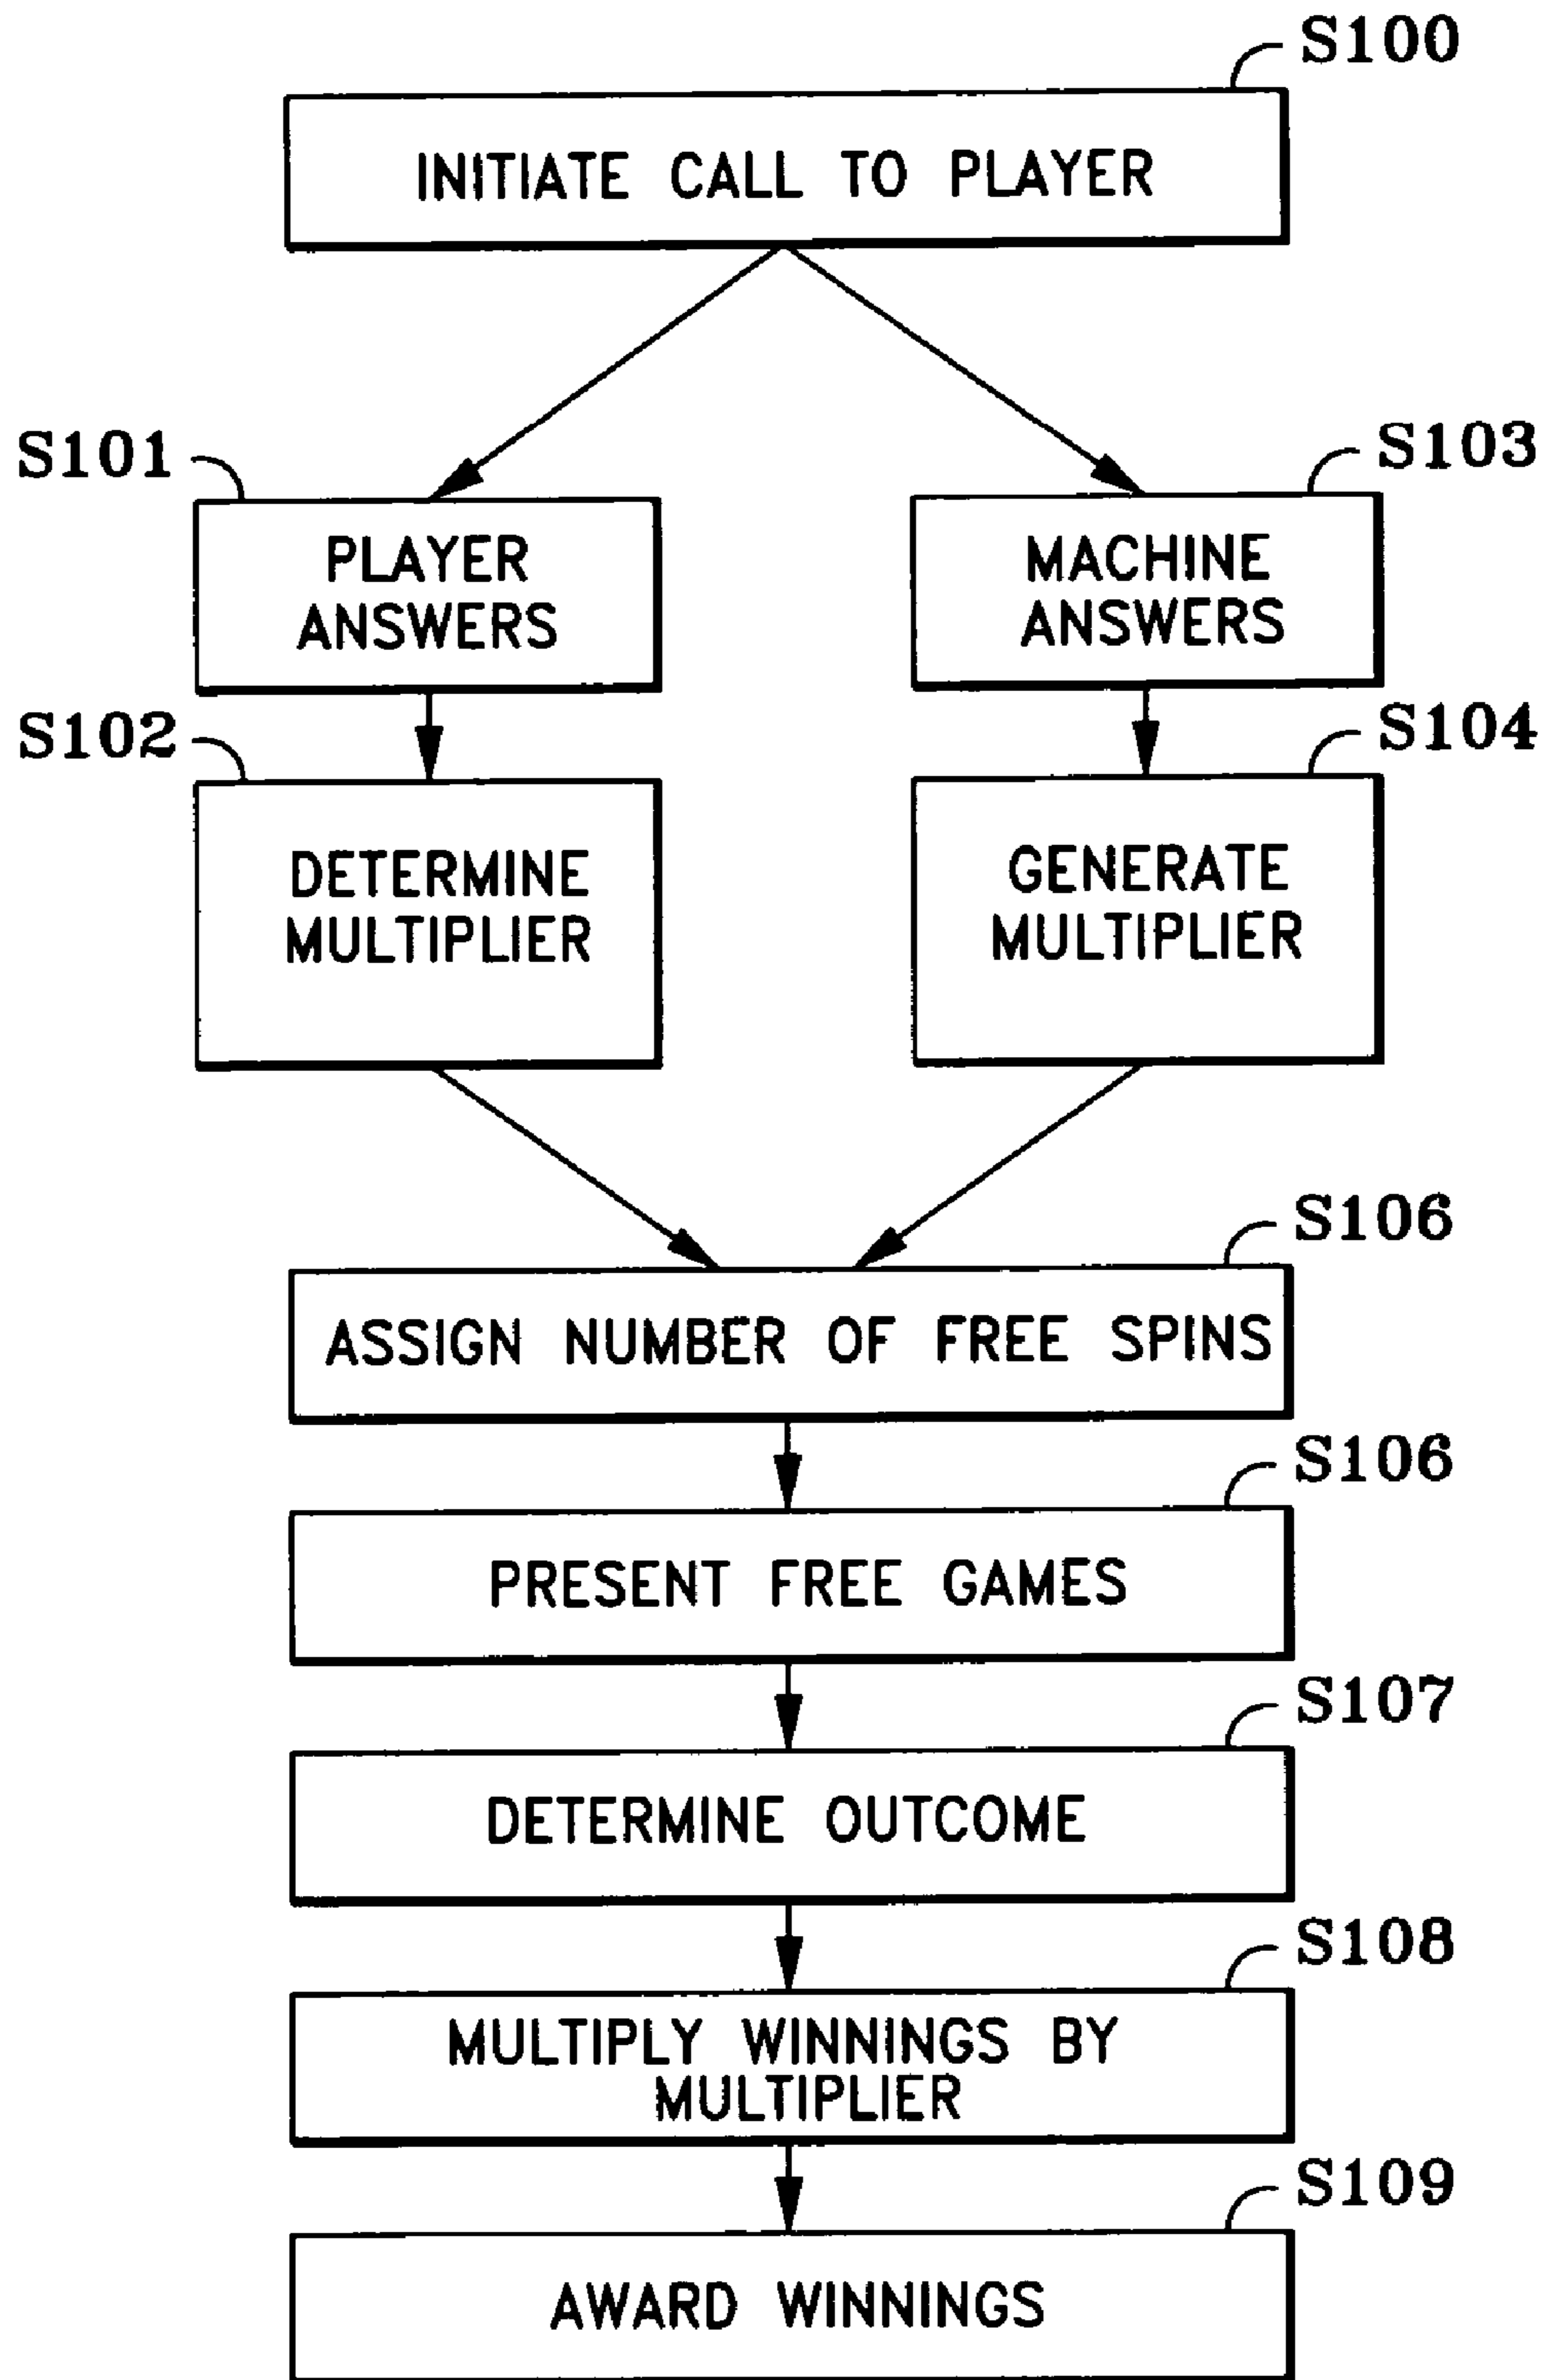 S100
INITIATE CALL TO PLAYER
S101
PLAYER
ANSWERS
S103
MACHINE
ANSWERS
S102
DETERMINE
MULTIPLIER
S104
GENERATE
MULTIPLIER
S106
ASSIGN NUMBER OF FREE SPINS
S106
PRESENT FREE GAMES
S107
DETERMINE OUTCOME
S108
MULTIPLY WINNINGS BY
MULTIPLIER
S109
AWARD WINNINGS